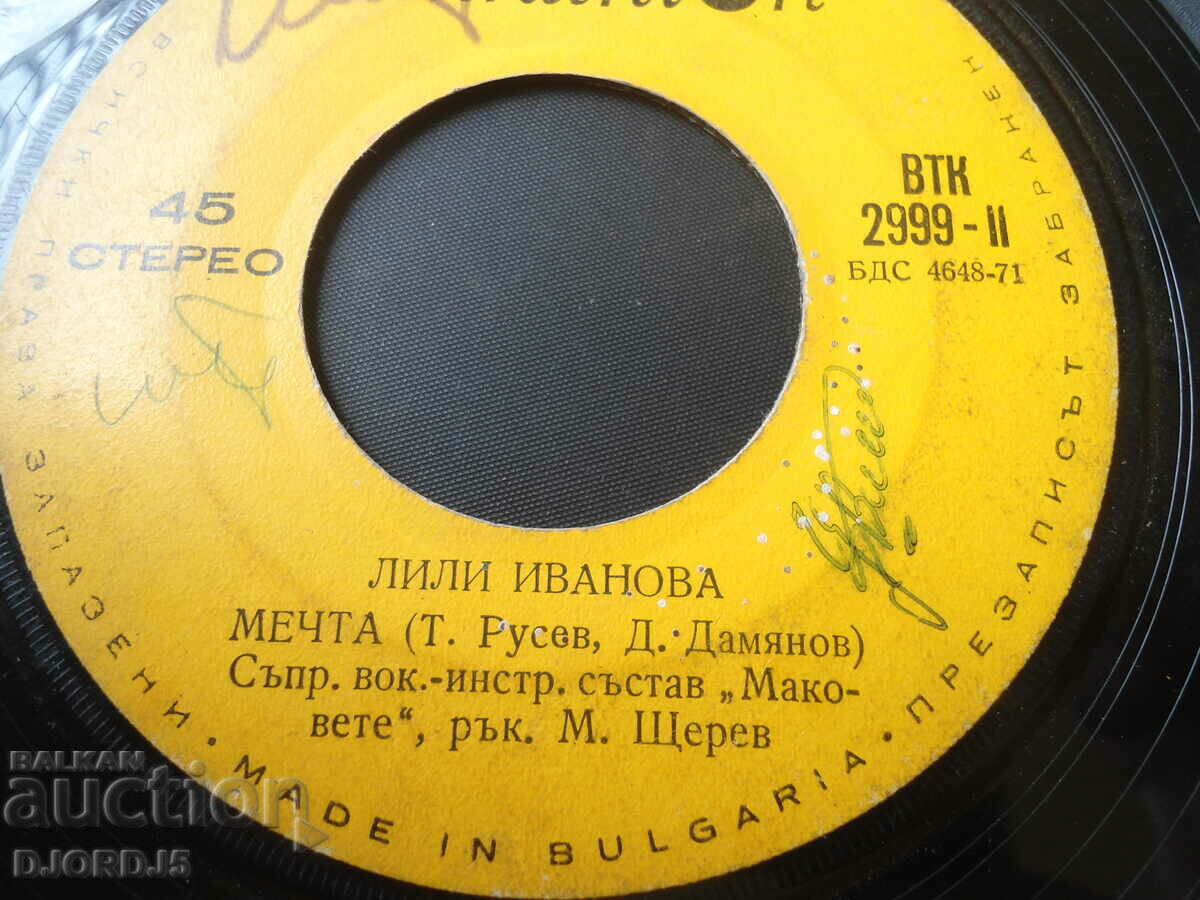 45
СТЕРЕО
ВТК
2999-II
БДС 4648-71
ЛИЛИ ИВАНОВА
МЕЧТА (Т. Русев, Д. Дамянов)
Съпр. вок.-инстр. състав „Мако-
вете“, рък. М. Щерев
ВСИЧКИ ПРАВА ЗАПАЗЕНИ · MADE IN BULGARIA · ПРЕЗАПИСЪТ ЗАБРАНЕН
BALKAN
auction
DJORDJ5